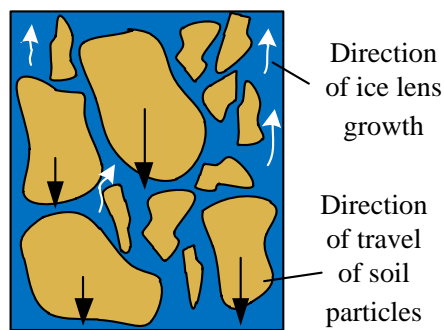 Direction
of ice lens
growth
Direction
of travel
of soil
particles